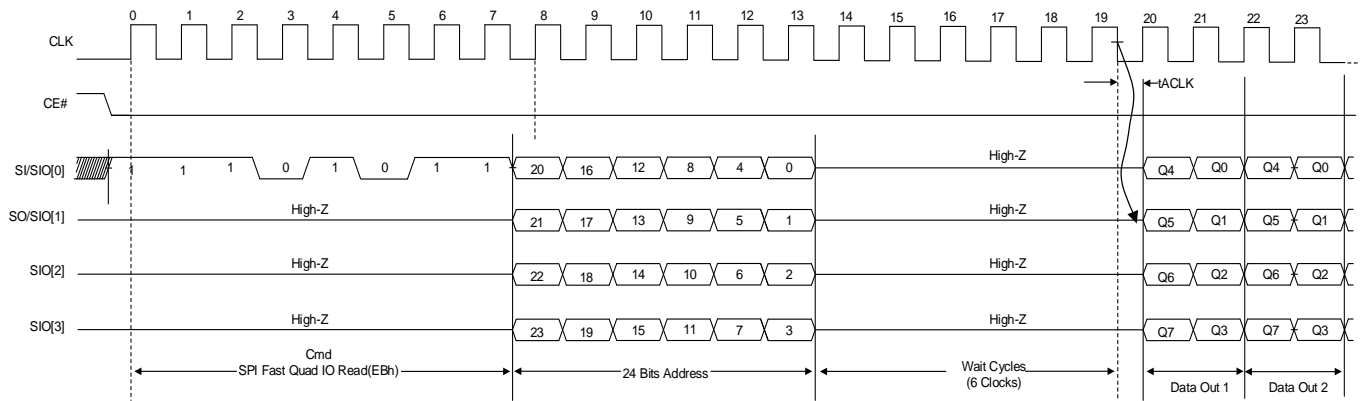 0 1 2 3 4 5 6 7 8 9 10 11 12 13 14 15 16 17 18 19 20 21 22 23
CLK
tACLK
CE#
SI/SIO[0] 1 1 1 0 1 0 1 1 20 16 12 8 4 0 High-Z Q4 Q0 Q4 Q0
SO/SIO[1] High-Z 21 17 13 9 5 1 High-Z Q5 Q1 Q5 Q1
SIO[2] High-Z 22 18 14 10 6 2 High-Z Q6 Q2 Q6 Q2
SIO[3] High-Z 23 19 15 11 7 3 High-Z Q7 Q3 Q7 Q3
Cmd
SPI Fast Quad IO Read(EBh)
24 Bits Address
Wait Cycles
(6 Clocks)
Data Out 1 Data Out 2